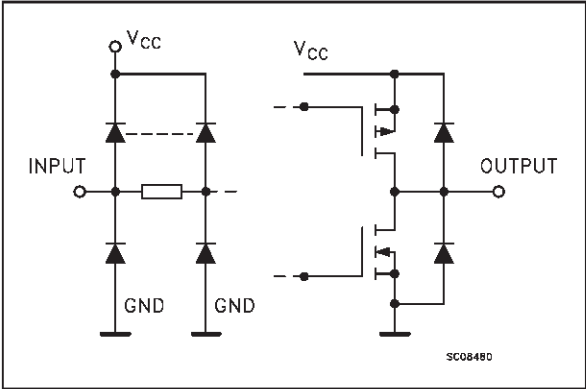 VCC
VCC
INPUT
OUTPUT
GND
GND
SC08480